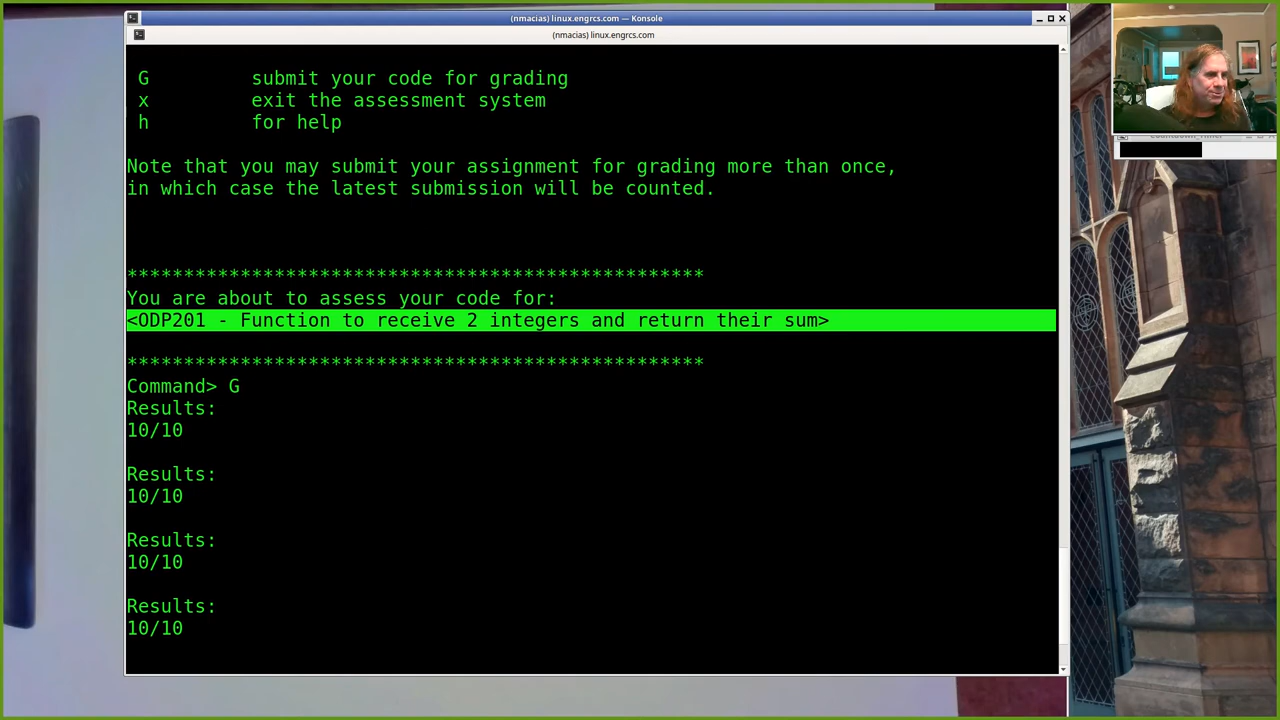 (nmacias) linux.engrcs.com — Konsole
(nmacias) linux.engrcs.com
G submit your code for grading
x exit the assessment system
h for help
Note that you may submit your assignment for grading more than once,
in which case the latest submission will be counted.
***************************************************
You are about to assess your code for:
<ODP201 - Function to receive 2 integers and return their sum>
***************************************************
Command> G
Results:
10/10
Results:
10/10
Results:
10/10
Results:
10/10